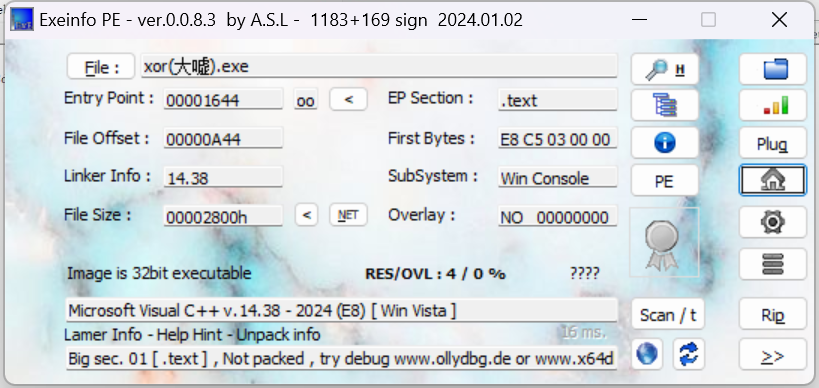 Exeinfo PE - ver.0.0.8.3 by A.S.L - 1183+169 sign 2024.01.02
File : xor(大嘘).exe H
Entry Point : 00001644 oo < EP Section : .text
File Offset : 00000A44 First Bytes : E8 C5 03 00 00 Plug
Linker Info : 14.38 SubSystem : Win Console PE
File Size : 00002800h < NET Overlay : NO 00000000
Image is 32bit executable RES/OVL : 4 / 0 % ????
Microsoft Visual C++ v.14.38 - 2024 (E8) [ Win Vista ] Scan / t Rip
Lamer Info - Help Hint - Unpack info 16 ms.
Big sec. 01 [ .text ] , Not packed , try debug www.ollydbg.de or www.x64d >>